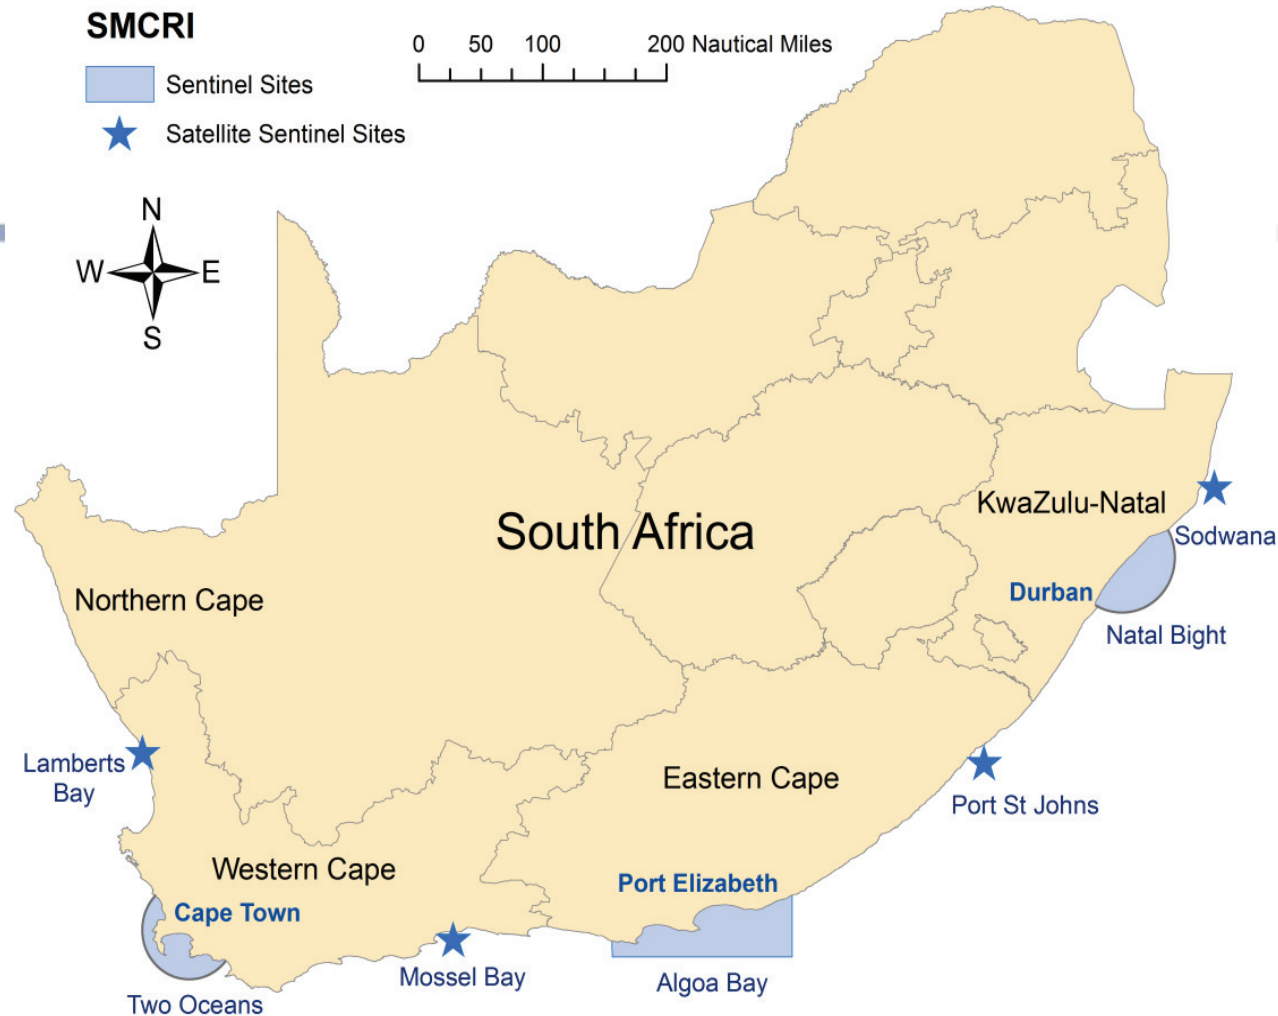 SMCRI
Sentinel Sites
Satellite Sentinel Sites
0 50 100 200 Nautical Miles
N
W E
S
South Africa
KwaZulu-Natal
Sodwana
Durban
Natal Bight
Northern Cape
Lamberts
Bay
Eastern Cape
Port St Johns
Western Cape
Port Elizabeth
Cape Town
Mossel Bay
Algoa Bay
Two Oceans